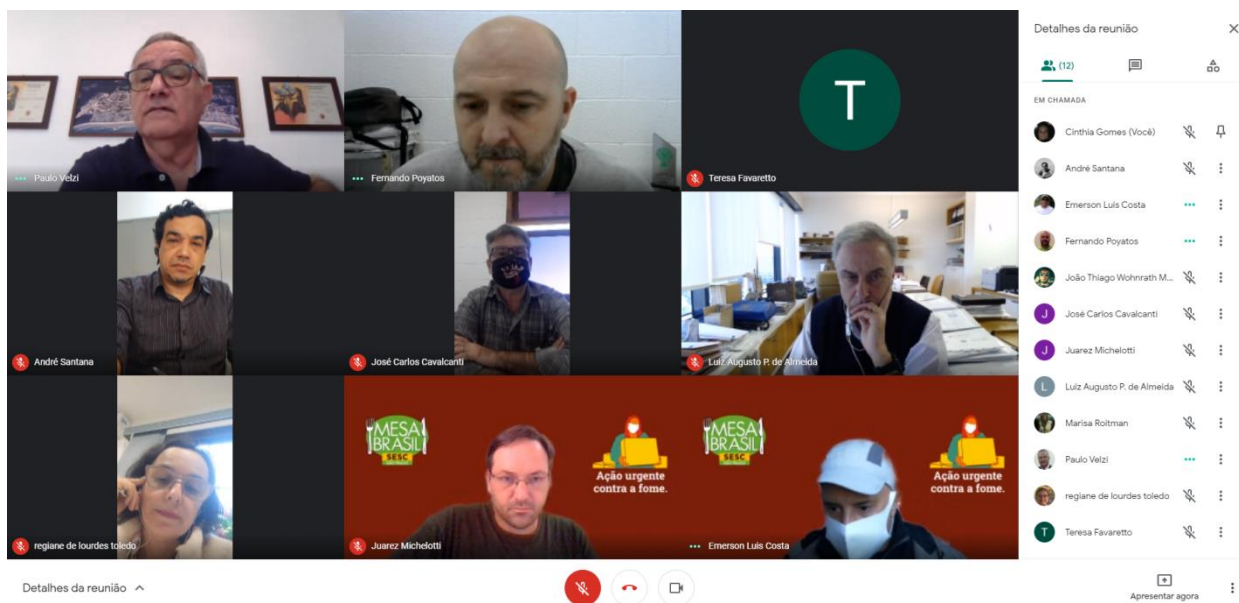 Paulo Velzi
Fernando Poyatos
T
Teresa Favaretto
André Santana
José Carlos Cavalcanti
Luiz Augusto P. de Almeida
MESA
BRASIL
SESC
SÃO PAULO
Ação urgente
contra a fome.
MESA
BRASIL
SESC
SÃO PAULO
Ação urgente
contra a fome.
regiane de lourdes toledo
Juarez Michelotti
Emerson Luis Costa
Detalhes da reunião
(12)
EM CHAMADA
Cinthia Gomes (Você)
André Santana
Emerson Luis Costa
Fernando Poyatos
João Thiago Wohnrath M...
J
José Carlos Cavalcanti
J
Juarez Michelotti
L
Luiz Augusto P. de Almeida
Marisa Roitman
Paulo Velzi
regiane de lourdes toledo
T
Teresa Favaretto
Detalhes da reunião
Apresentar agora